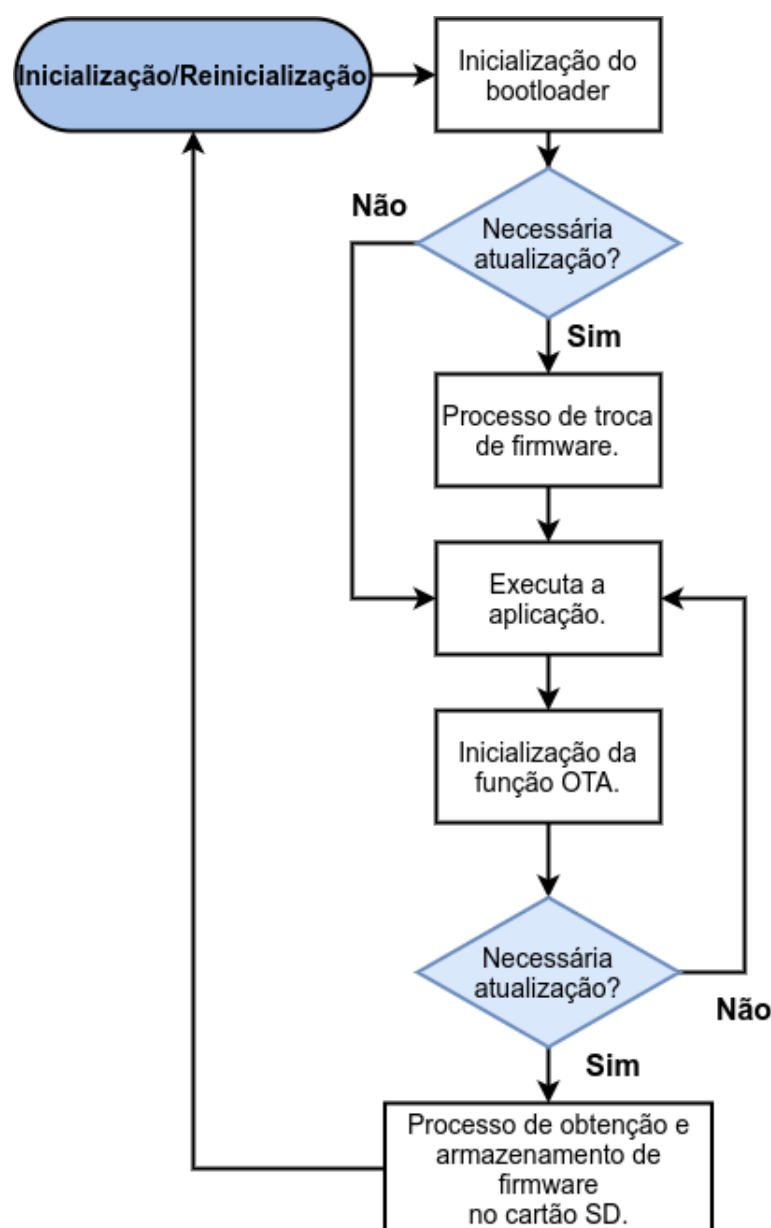 Inicialização/Reinicialização
Inicialização do
bootloader
Não
Necessária
atualização?
Sim
Processo de troca
de firmware.
Executa a
aplicação.
Inicialização da
função OTA.
Necessária
atualização?
Não
Sim
Processo de obtenção e
armazenamento de
firmware
no cartão SD.